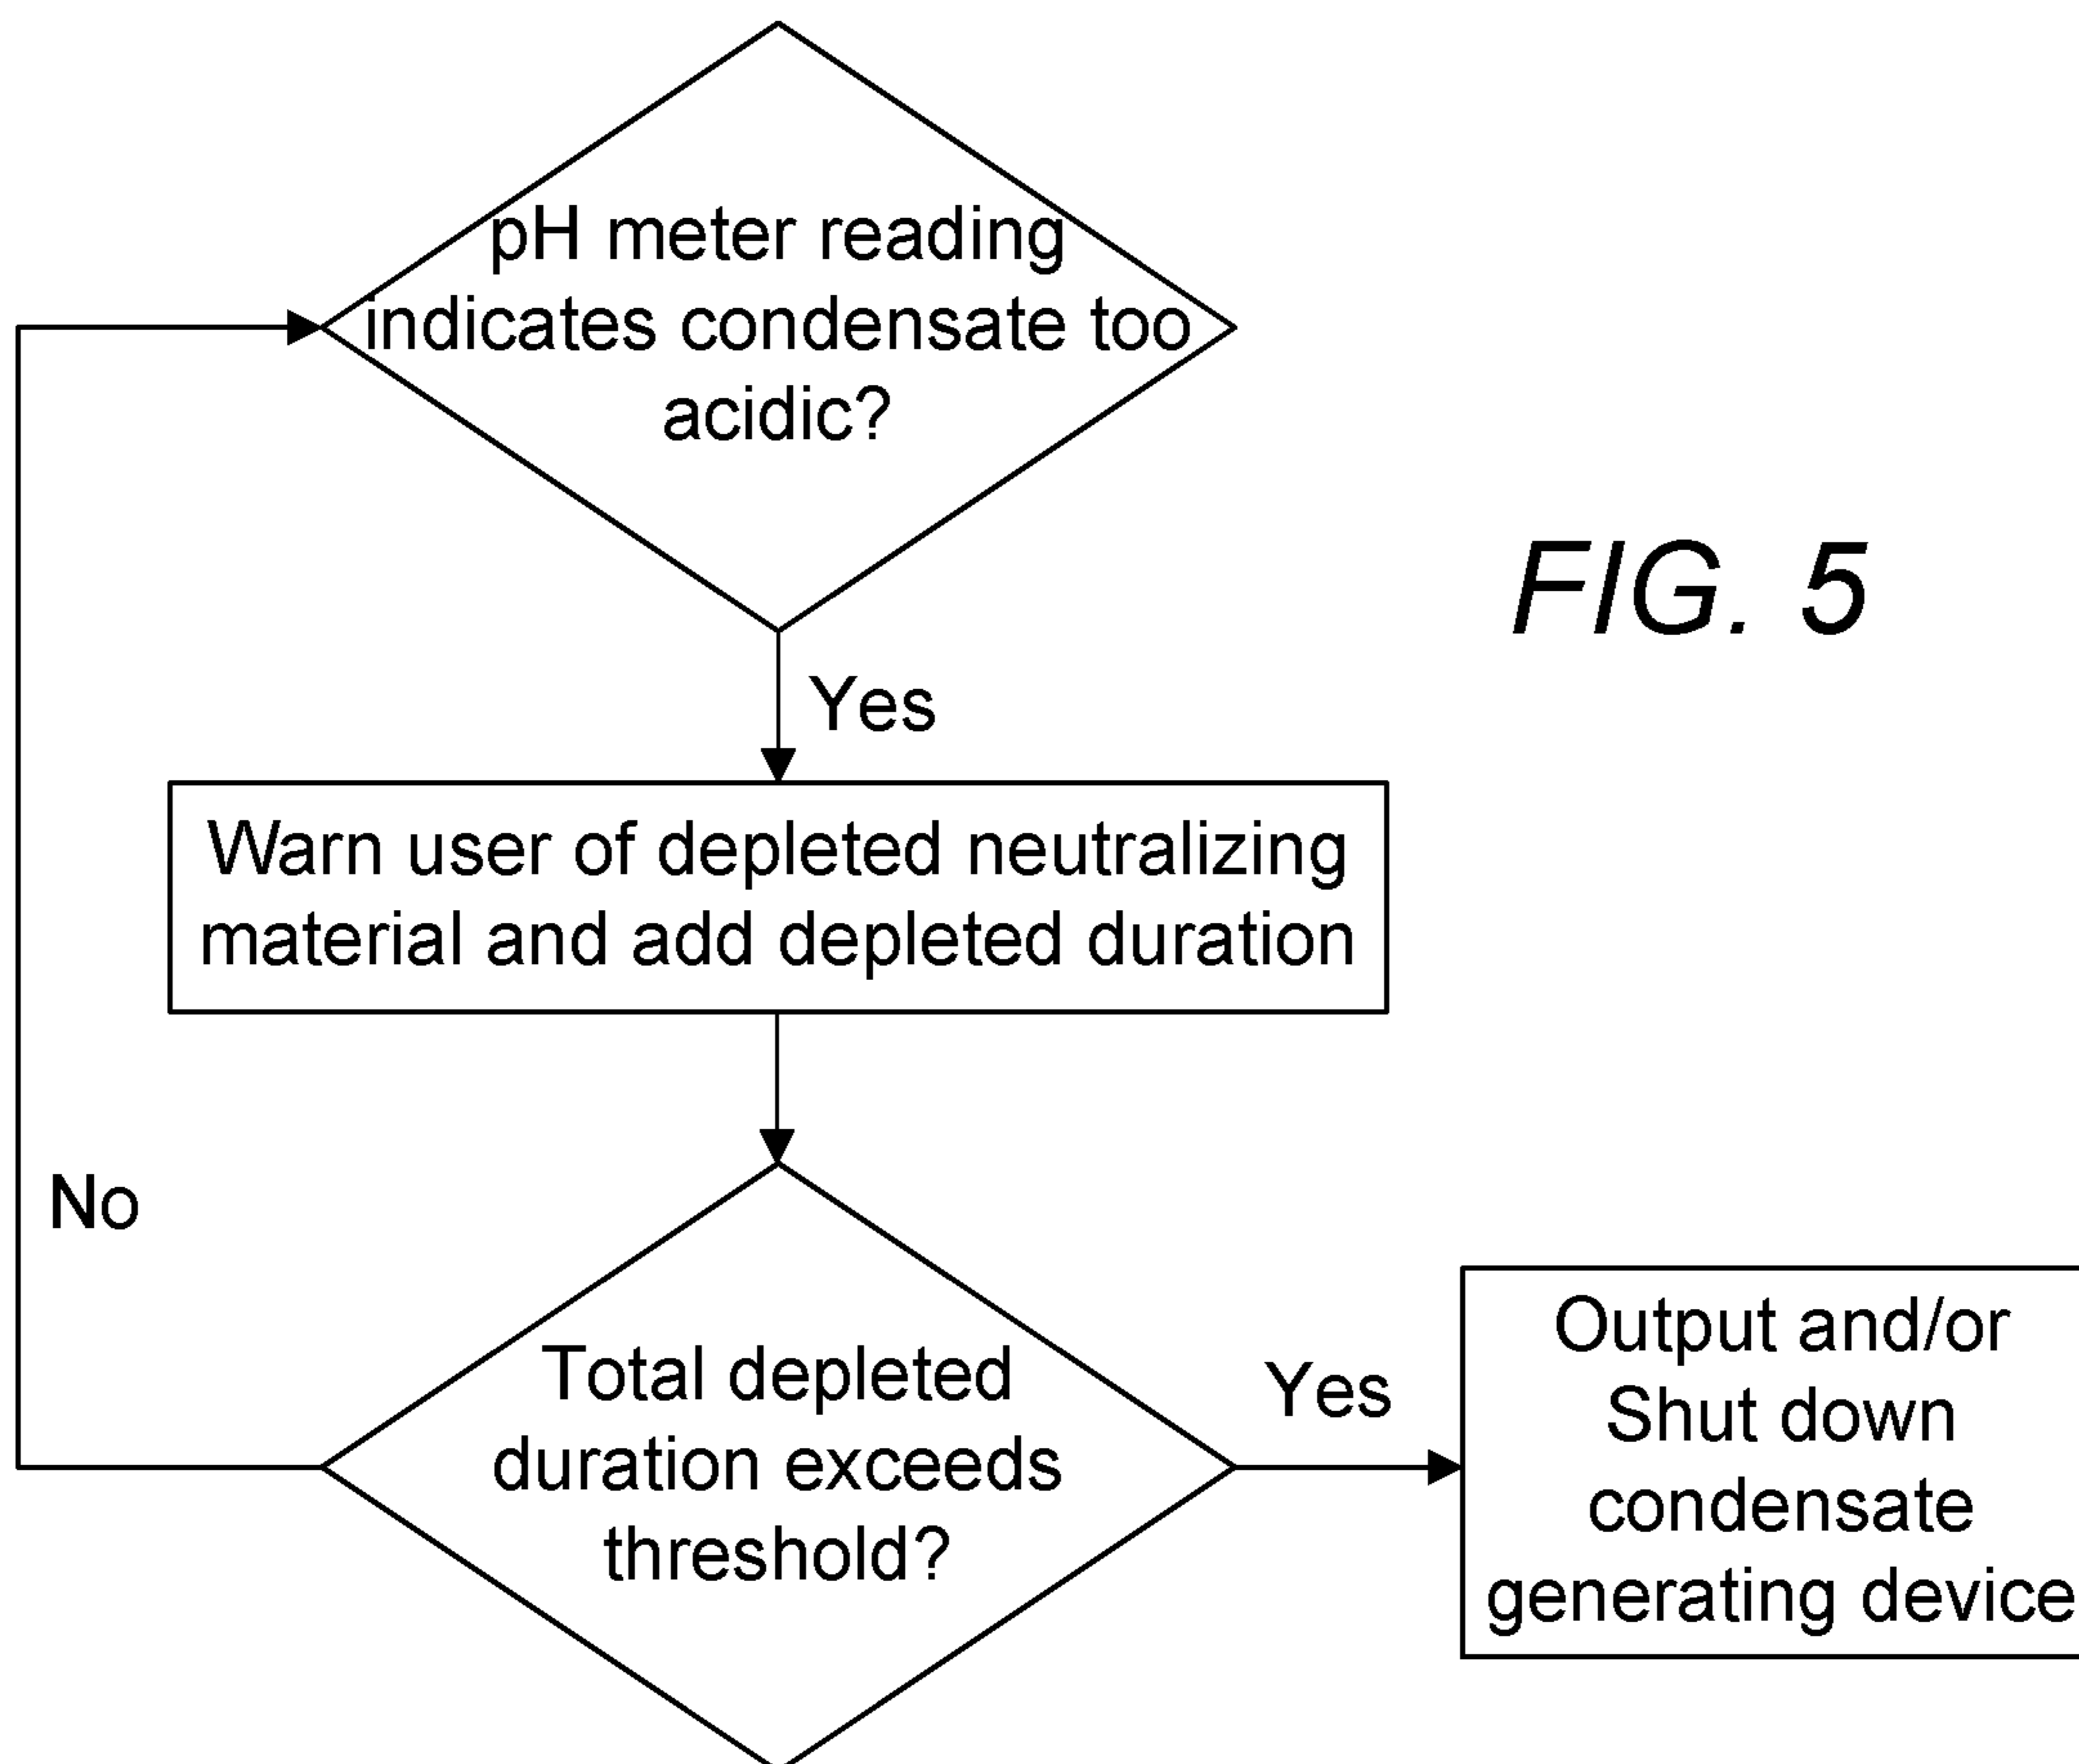 pH meter reading
indicates condensate too
acidic?
FIG. 5
Yes
Warn user of depleted neutralizing
material and add depleted duration
No
Total depleted
duration exceeds
threshold?
Yes
Output and/or
Shut down
condensate
generating device